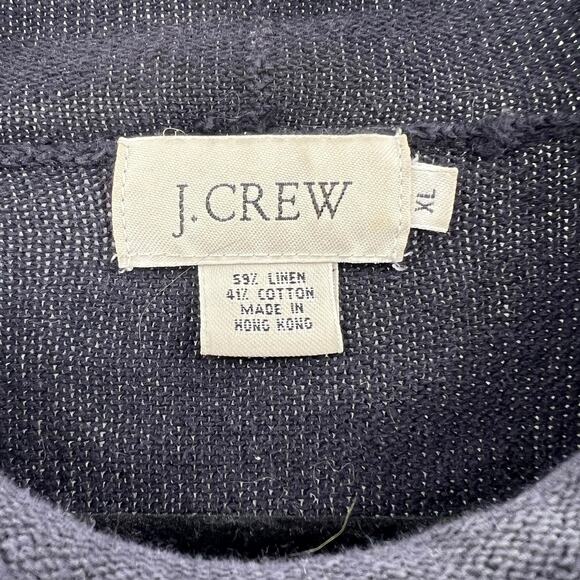 J.CREW
XL
59% LINEN
41% COTTON
MADE IN
HONG KONG